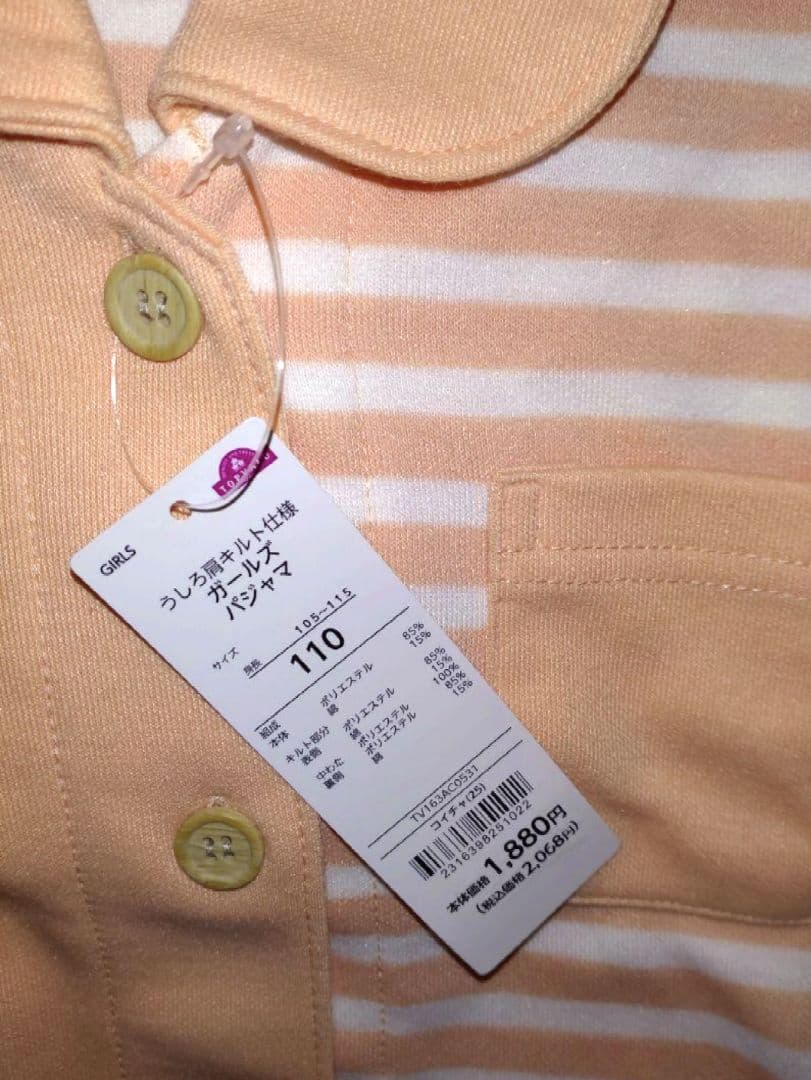 TOPVALU
GIRLS
うしろ肩キルト仕様
ガールズ
パジャマ
サイズ 身長 105~115
110
組成
本体 ポリエステル 85%
綿 15%
キルト部分
表側 ポリエステル 85%
綿 15%
中わた ポリエステル 100%
裏側 ポリエステル 85%
綿 15%
TV163AC0531
コイチャ(25)
2316398251022
本体価格 1,880円
(税込価格 2,068円)